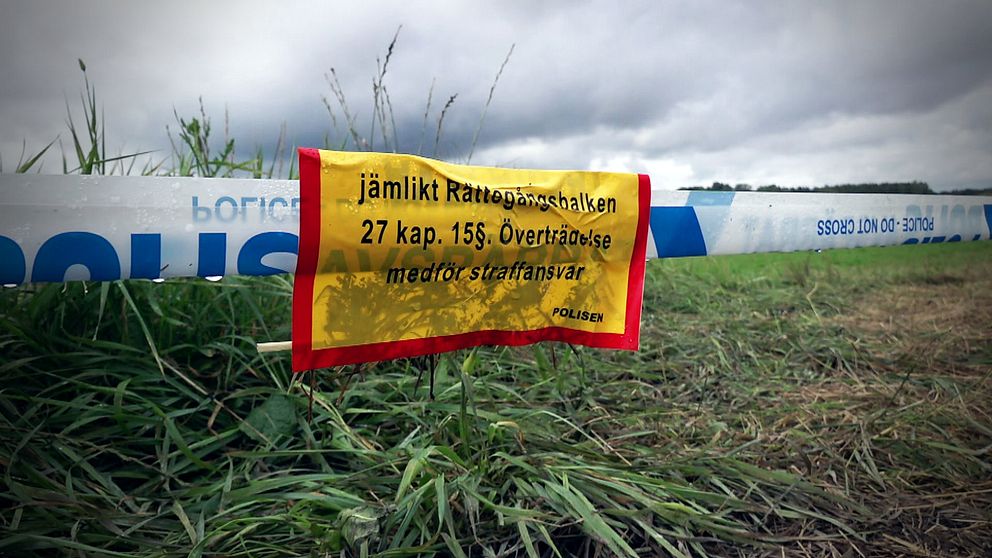 jämlikt Rättegångsbalken
27 kap. 15§. Överträdelse
medför straffansvar
POLISEN
POLICE
POLIS
POLICE - DO NOT CROSS